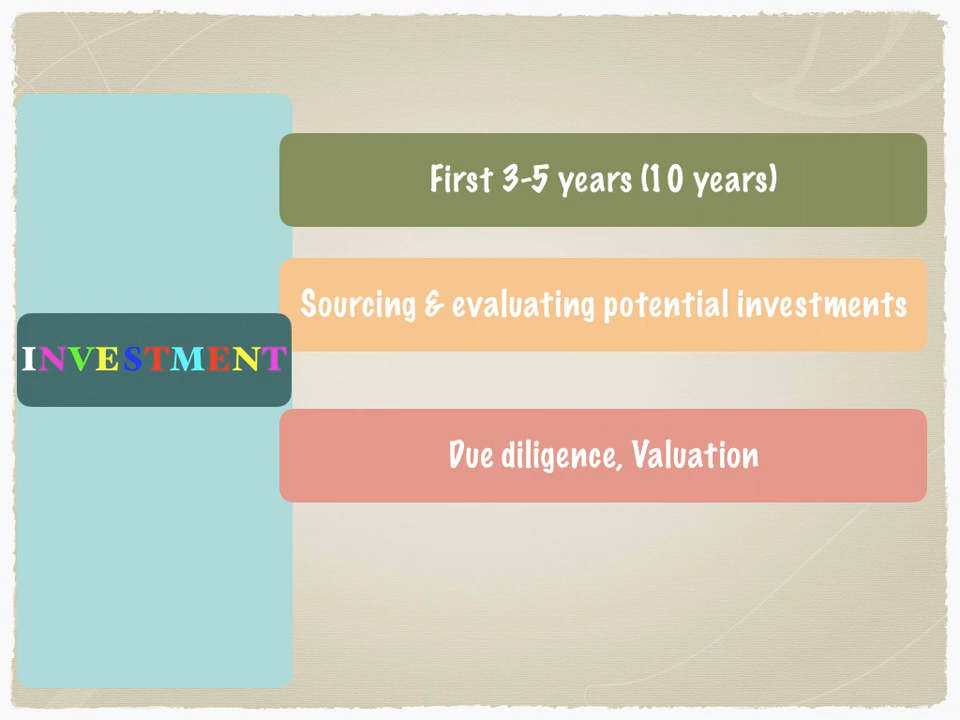 First 3-5 years (10 years)
Sourcing & evaluating potential investments
INVESTMENT
Due diligence, Valuation